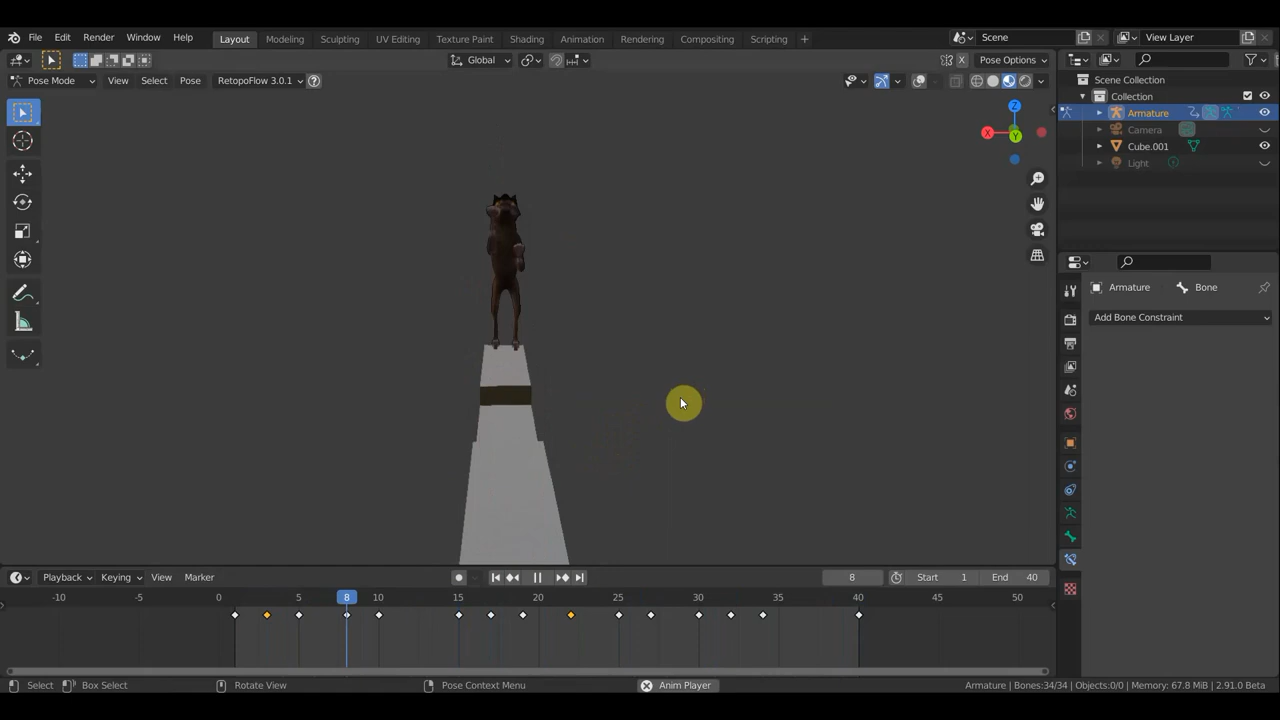 File Edit Render Window Help Layout Modeling Sculpting UV Editing Texture Paint Shading Animation Rendering Compositing Scripting + Scene View Layer
Global Pose Options
Pose Mode View Select Pose RetopoFlow 3.0.1 Scene Collection
Collection
Z
X Armature
Y Camera
Cube.001
Light
Armature Bone
Add Bone Constraint
Playback Keying View Marker 8 Start 1 End 40
-10 -5 0 5 8 10 15 20 25 30 35 40 45 50
Select Box Select Rotate View Pose Context Menu Anim Player Armature | Bones:34/34 | Objects:0/0 | Memory: 67.8 MiB | 2.91.0 Beta